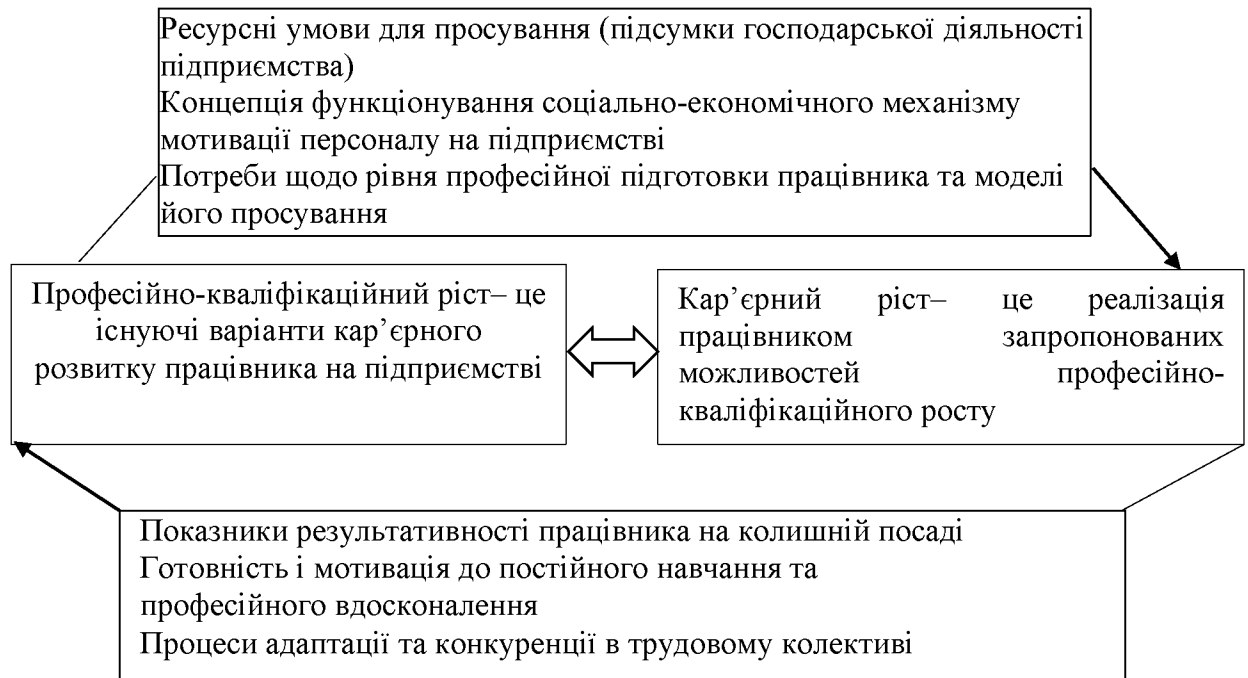 Ресурсні умови для просування (підсумки господарської діяльності
підприємства)
Концепція функціонування соціально-економічного механізму
мотивації персоналу на підприємстві
Потреби щодо рівня професійної підготовки працівника та моделі
його просування
Професійно-кваліфікаційний ріст– це
існуючі варіанти кар’єрного
розвитку працівника на підприємстві
Кар’єрний ріст– це реалізація
працівником запропонованих
можливостей професійно-
кваліфікаційного росту
Показники результативності працівника на колишній посаді
Готовність і мотивація до постійного навчання та
професійного вдосконалення
Процеси адаптації та конкуренції в трудовому колективі